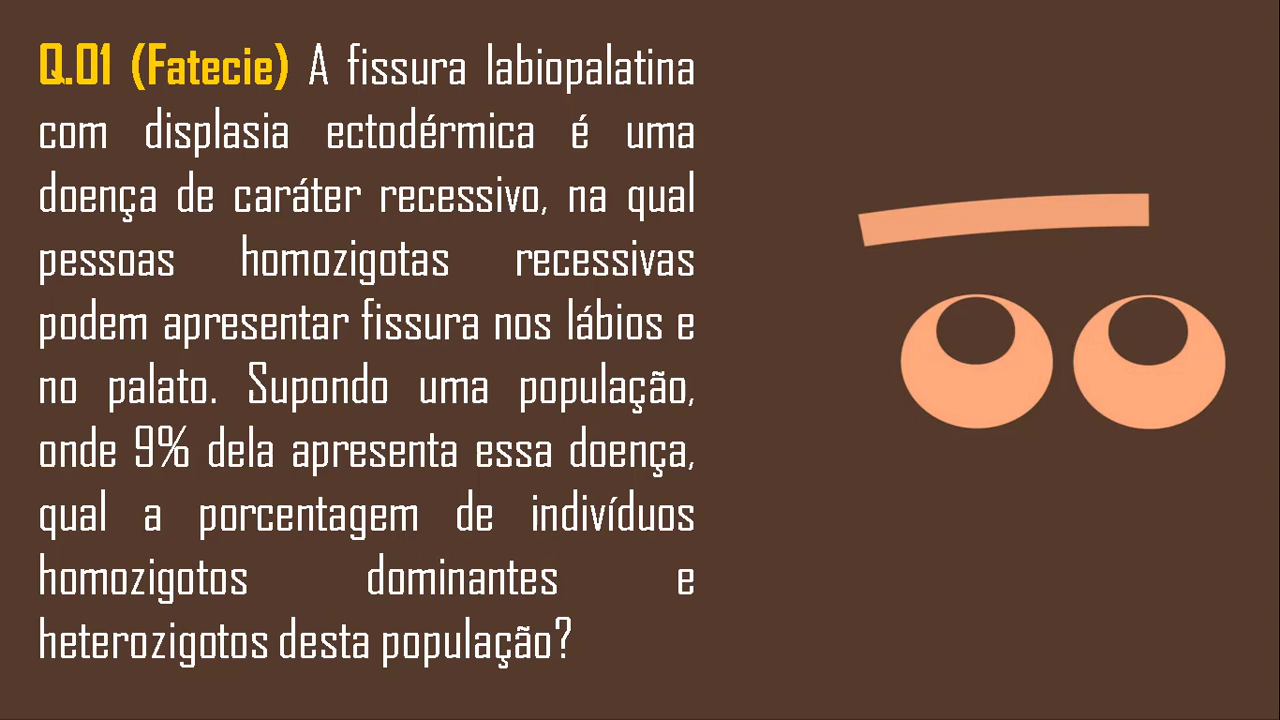 Q.01 (Fatecie) A fissura labiopalatina
com displasia ectodérmica é uma
doença de caráter recessivo, na qual
pessoas homozigotas recessivas
podem apresentar fissura nos lábios e
no palato. Supondo uma população,
onde 9% dela apresenta essa doença,
qual a porcentagem de indivíduos
homozigotos dominantes e
heterozigotos desta população?